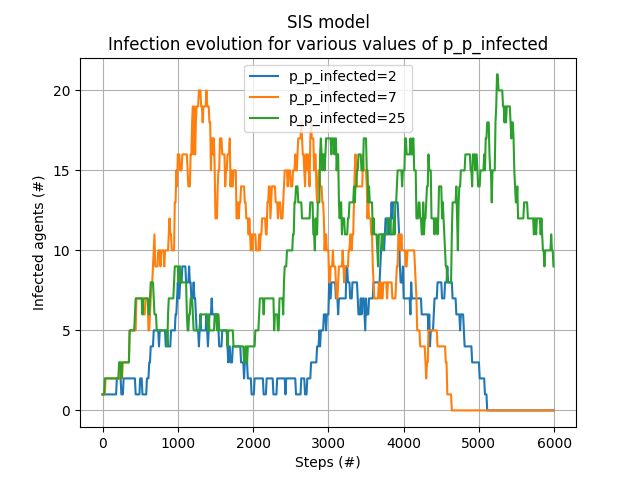 SIS model
Infection evolution for various values of p_p_infected
p_p_infected=2
p_p_infected=7
p_p_infected=25
Infected agents (#)
20
15
10
5
0
0 1000 2000 3000 4000 5000 6000
Steps (#)